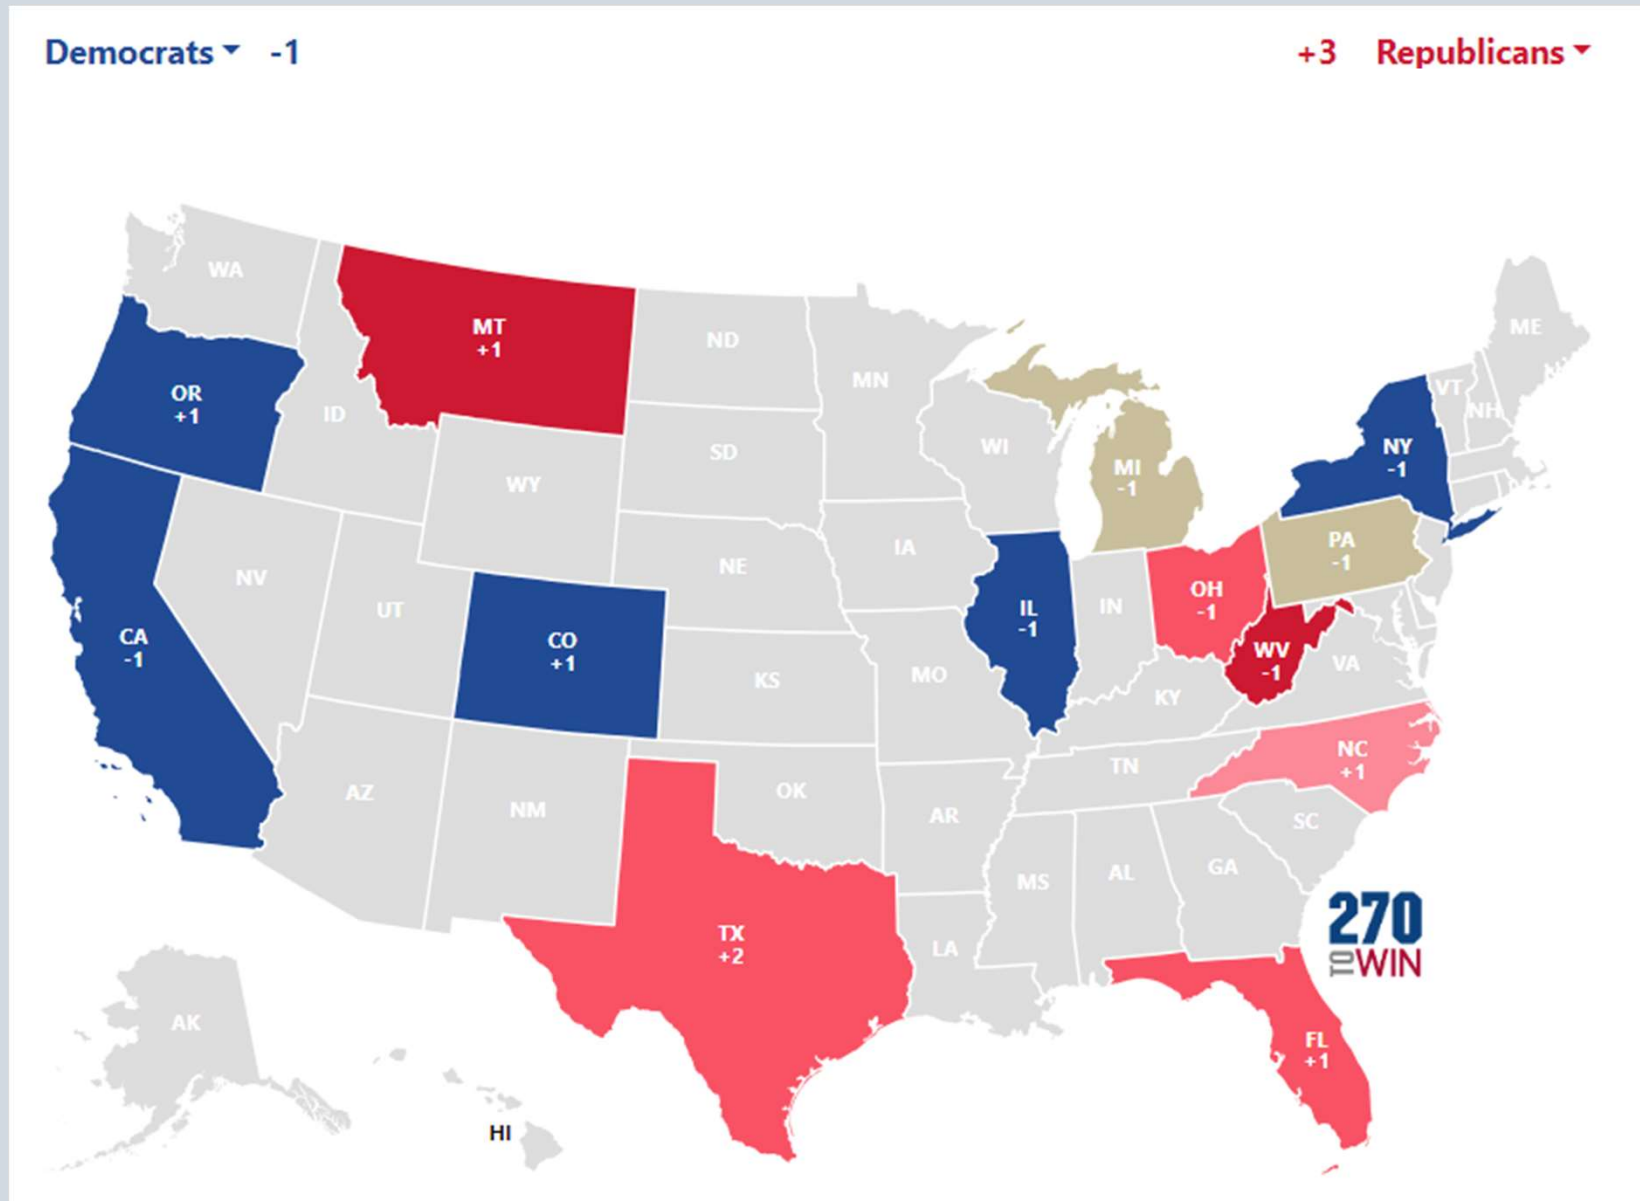 Democrats -1
+3 Republicans
WA
MT
+1
ND
MN
ME
OR
+1
ID
SD
WI
VT
NH
MI
-1
NY
-1
WY
IA
PA
-1
NV
UT
NE
IL
-1
IN
OH
-1
CA
-1
CO
+1
KS
MO
KY
WV
-1
VA
AZ
NM
OK
TN
NC
+1
AR
SC
TX
+2
MS
AL
GA
LA
270
TO WIN
AK
HI
FL
+1